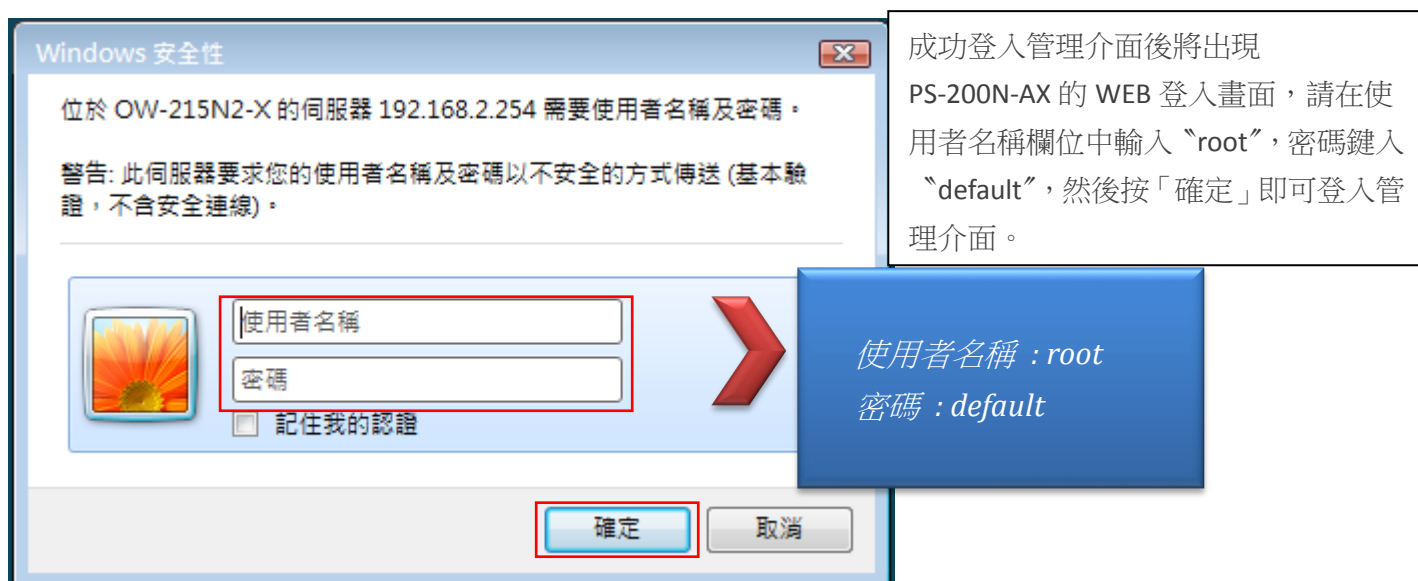 Windows 安全性
位於 OW-215N2-X 的伺服器 192.168.2.254 需要使用者名稱及密碼。
警告: 此伺服器要求您的使用者名稱及密碼以不安全的方式傳送 (基本驗
證，不含安全連線)。
使用者名稱
密碼
記住我的認證
確定
取消
成功登入管理介面後將出現
PS-200N-AX 的 WEB 登入畫面，請在使
用者名稱欄位中輸入〝root〞，密碼鍵入
〝default〞，然後按「確定」即可登入管
理介面。
使用者名稱 : root
密碼 : default